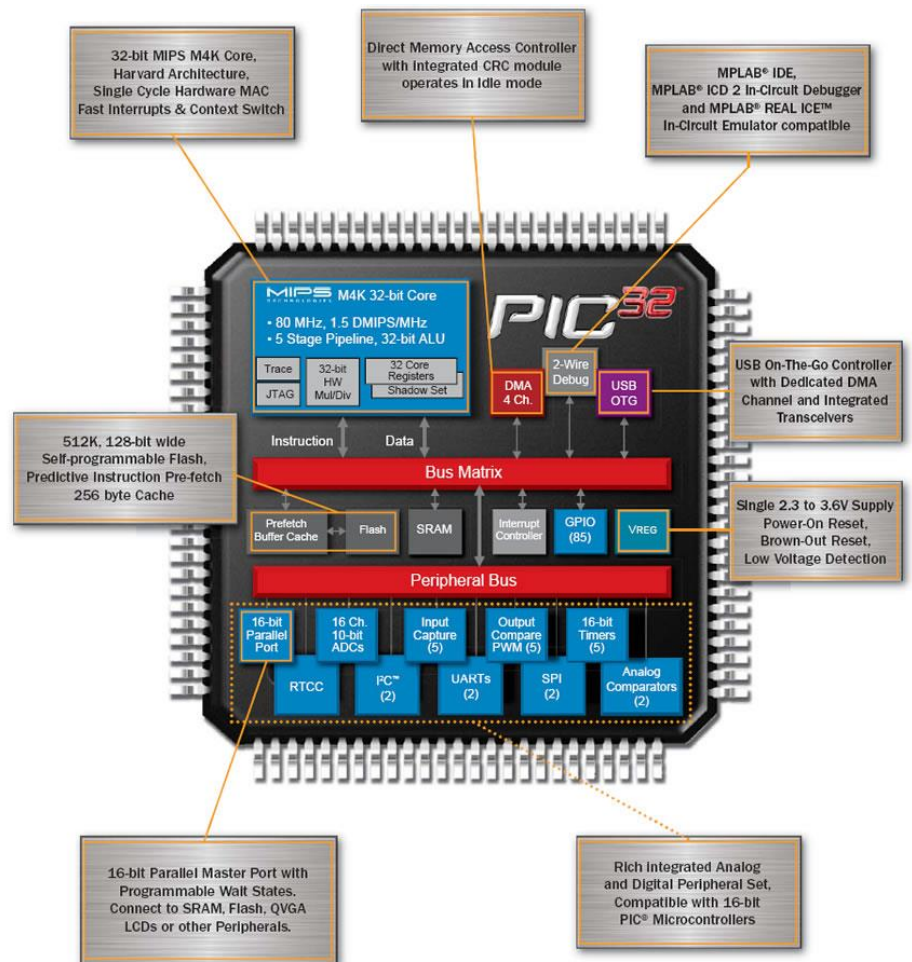 32-bit MIPS M4K Core,
Harvard Architecture,
Single Cycle Hardware MAC
Fast Interrupts & Context Switch
Direct Memory Access Controller
with Integrated CRC module
operates in Idle mode
MPLAB® IDE,
MPLAB® ICD 2 In-Circuit Debugger
and MPLAB® REAL ICE™
In-Circuit Emulator compatible
MIPS
TECHNOLOGIES
M4K 32-bit Core
• 80 MHz, 1.5 DMIPS/MHz
• 5 Stage Pipeline, 32-bit ALU
Trace
JTAG
32-bit
HW
Mul/Div
32 Core
Registers
Shadow Set
PIC32™
DMA
4 Ch.
2-Wire
Debug
USB
OTG
USB On-The-Go Controller
with Dedicated DMA
Channel and Integrated
Transceivers
512K, 128-bit wide
Self-programmable Flash,
Predictive Instruction Pre-fetch
256 byte Cache
Instruction
Data
Bus Matrix
Prefetch
Buffer Cache
Flash
SRAM
Interrupt
Controller
GPIO
(85)
VREG
Single 2.3 to 3.6V Supply
Power-On Reset,
Brown-Out Reset,
Low Voltage Detection
Peripheral Bus
16-bit
Parallel
Port
16 Ch.
10-bit
ADCs
Input
Capture
(5)
Output
Compare
PWM (5)
16-bit
Timers
(5)
RTCC
I²C™
(2)
UARTs
(2)
SPI
(2)
Analog
Comparators
(2)
16-bit Parallel Master Port with
Programmable Wait States.
Connect to SRAM, Flash, QVGA
LCDs or other Peripherals.
Rich integrated Analog
and Digital Peripheral Set,
Compatible with 16-bit
PIC® Microcontrollers